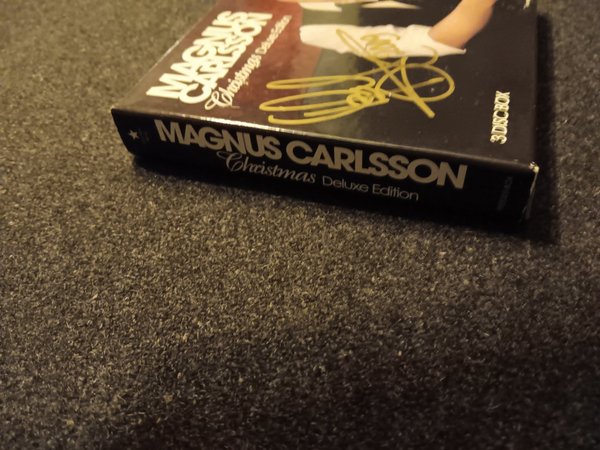 MAGNUS
CARLSSON
Christmas Deluxe Edition
3 DISC BOX
MAGNUS CARLSSON
Christmas Deluxe Edition